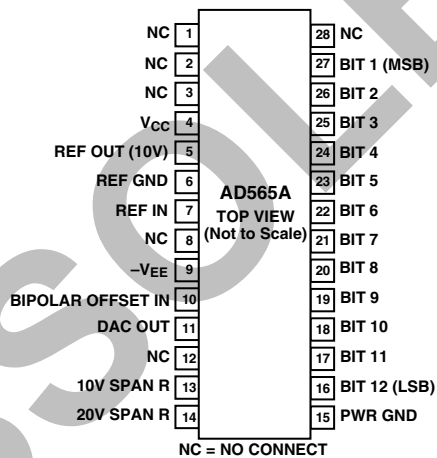 NC 1
NC 2
NC 3
VCC 4
REF OUT (10V) 5
REF GND 6
REF IN 7
NC 8
–VEE 9
BIPOLAR OFFSET IN 10
DAC OUT 11
NC 12
10V SPAN R 13
20V SPAN R 14
AD565A
TOP VIEW
(Not to Scale)
28 NC
27 BIT 1 (MSB)
26 BIT 2
25 BIT 3
24 BIT 4
23 BIT 5
22 BIT 6
21 BIT 7
20 BIT 8
19 BIT 9
18 BIT 10
17 BIT 11
16 BIT 12 (LSB)
15 PWR GND
NC = NO CONNECT